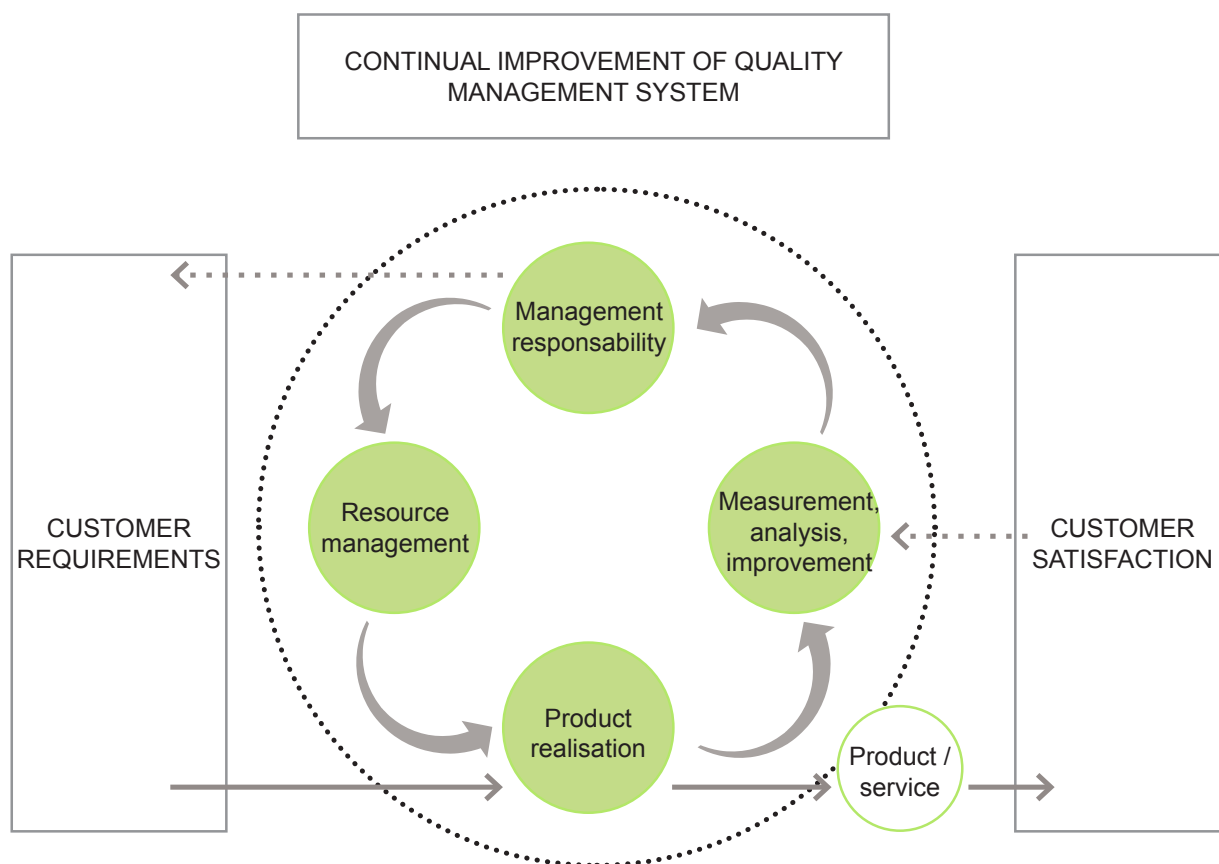 CONTINUAL IMPROVEMENT OF QUALITY
MANAGEMENT SYSTEM
Management
responsability
CUSTOMER
REQUIREMENTS
Resource
management
Measurement,
analysis,
improvement
CUSTOMER
SATISFACTION
Product
realisation
Product /
service